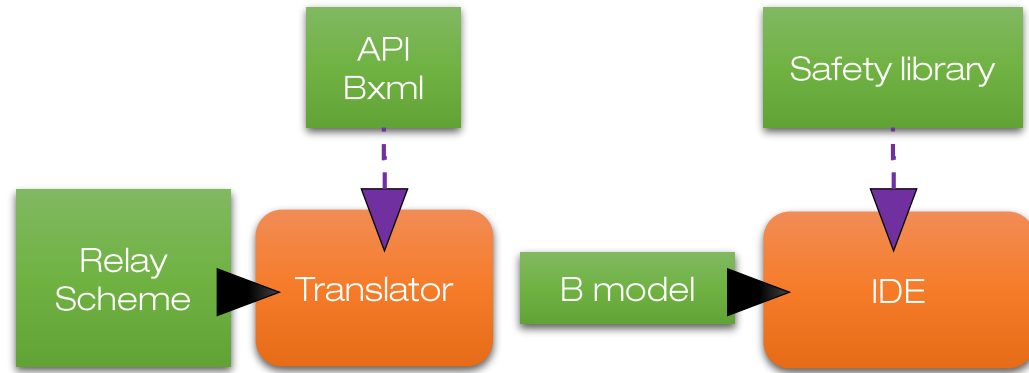 API
Bxml
Safety library
Relay
Scheme
Translator
B model
IDE